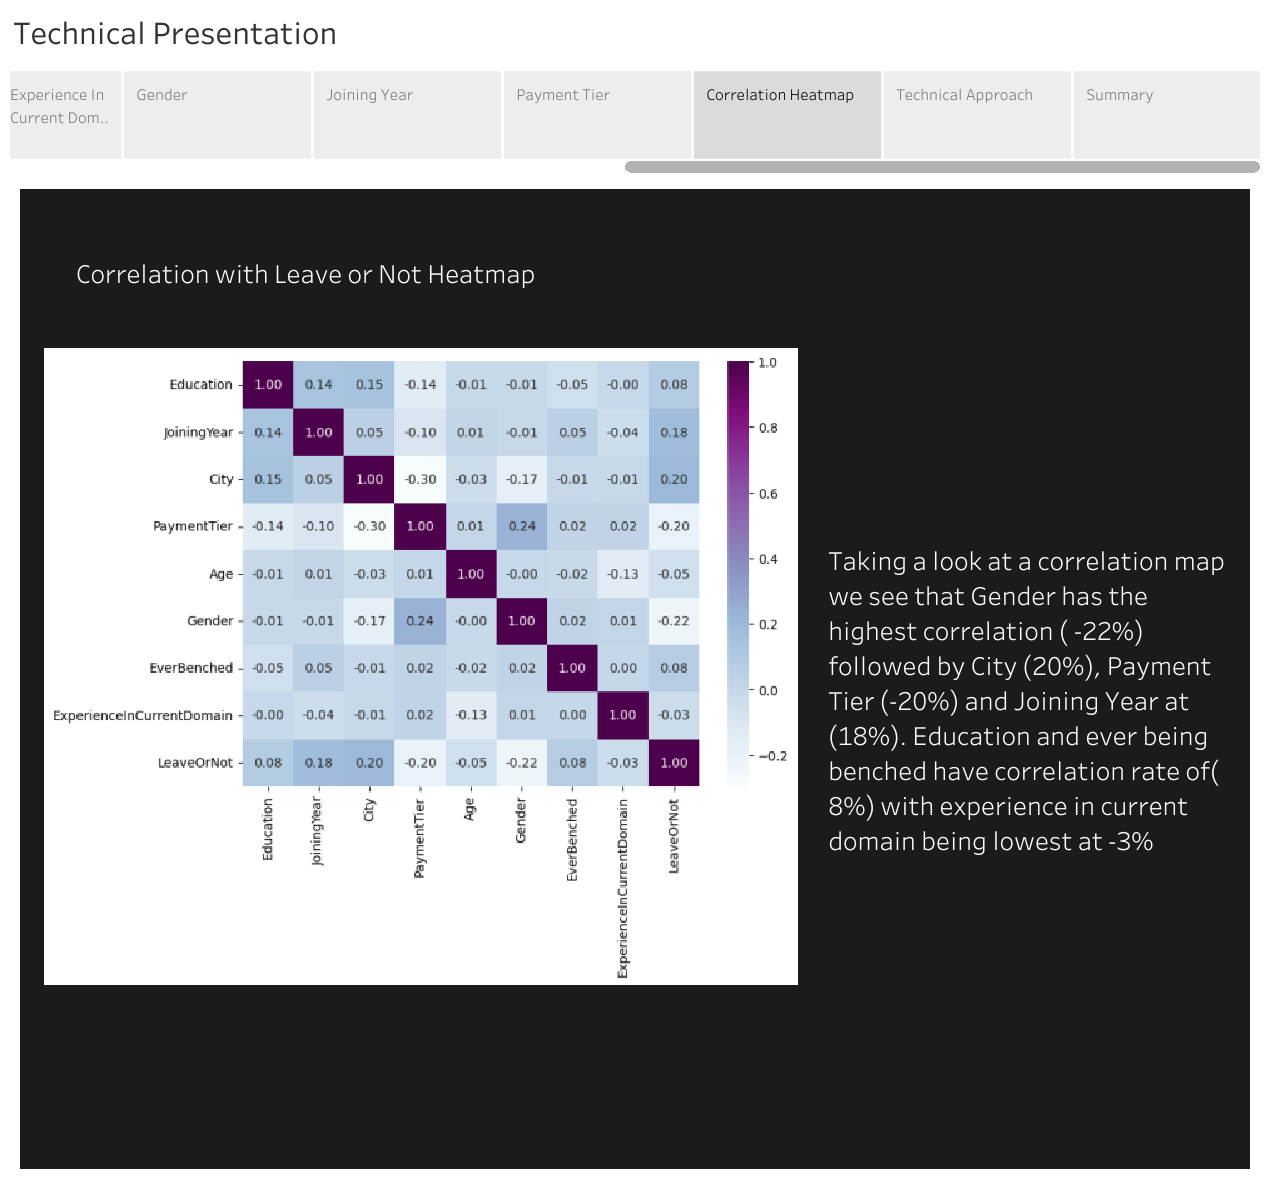 Technical Presentation
Experience In
Current Dom..
Gender
Joining Year
Payment Tier
Correlation Heatmap
Technical Approach
Summary
Correlation with Leave or Not Heatmap
Education 1.00 0.14 0.15 -0.14 -0.01 -0.01 -0.05 -0.00 0.08
JoiningYear 0.14 1.00 0.05 -0.10 0.01 -0.01 0.05 -0.04 0.18
City 0.15 0.05 1.00 -0.30 -0.03 -0.17 -0.01 -0.01 0.20
PaymentTier -0.14 -0.10 -0.30 1.00 0.01 0.24 0.02 0.02 -0.20
Age -0.01 0.01 -0.03 0.01 1.00 -0.00 -0.02 -0.13 -0.05
Gender -0.01 -0.01 -0.17 0.24 -0.00 1.00 0.02 0.01 -0.22
EverBenched -0.05 0.05 -0.01 0.02 -0.02 0.02 1.00 0.00 0.08
ExperienceInCurrentDomain -0.00 -0.04 -0.01 0.02 -0.13 0.01 0.00 1.00 -0.03
LeaveOrNot 0.08 0.18 0.20 -0.20 -0.05 -0.22 0.08 -0.03 1.00
Education
JoiningYear
City
PaymentTier
Age
Gender
EverBenched
ExperienceInCurrentDomain
LeaveOrNot
1.0
0.8
0.6
0.4
0.2
0.0
−0.2
Taking a look at a correlation map
we see that Gender has the
highest correlation ( -22%)
followed by City (20%), Payment
Tier (-20%) and Joining Year at
(18%). Education and ever being
benched have correlation rate of(
8%) with experience in current
domain being lowest at -3%